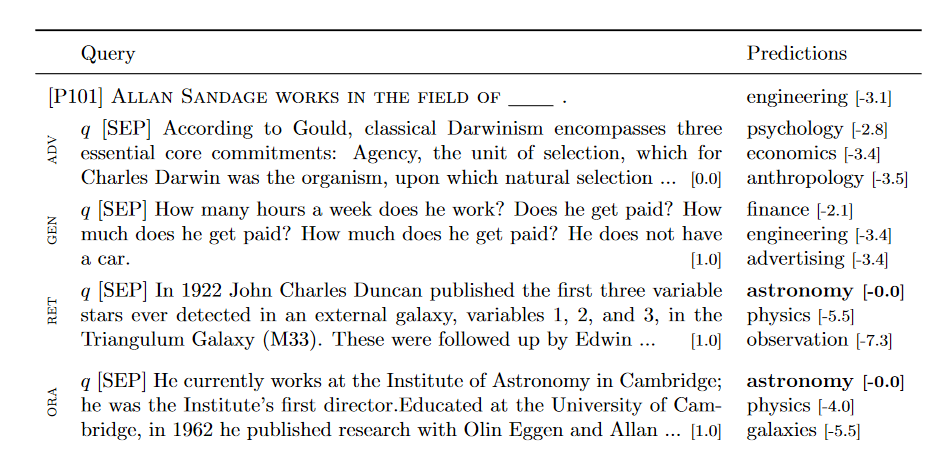 Query Predictions
[P101] ALLAN SANDAGE WORKS IN THE FIELD OF ____ . engineering [-3.1]
ADV
q [SEP] According to Gould, classical Darwinism encompasses three psychology [-2.8]
essential core commitments: Agency, the unit of selection, which for economics [-3.4]
Charles Darwin was the organism, upon which natural selection ... [0.0] anthropology [-3.5]
GEN
q [SEP] How many hours a week does he work? Does he get paid? How finance [-2.1]
much does he get paid? How much does he get paid? He does not have engineering [-3.4]
a car. [1.0] advertising [-3.4]
RET
q [SEP] In 1922 John Charles Duncan published the first three variable astronomy [-0.0]
stars ever detected in an external galaxy, variables 1, 2, and 3, in the physics [-5.5]
Triangulum Galaxy (M33). These were followed up by Edwin ... [1.0] observation [-7.3]
ORA
q [SEP] He currently works at the Institute of Astronomy in Cambridge; astronomy [-0.0]
he was the Institute's first director.Educated at the University of Cam- physics [-4.0]
bridge, in 1962 he published research with Olin Eggen and Allan ... [1.0] galaxies [-5.5]